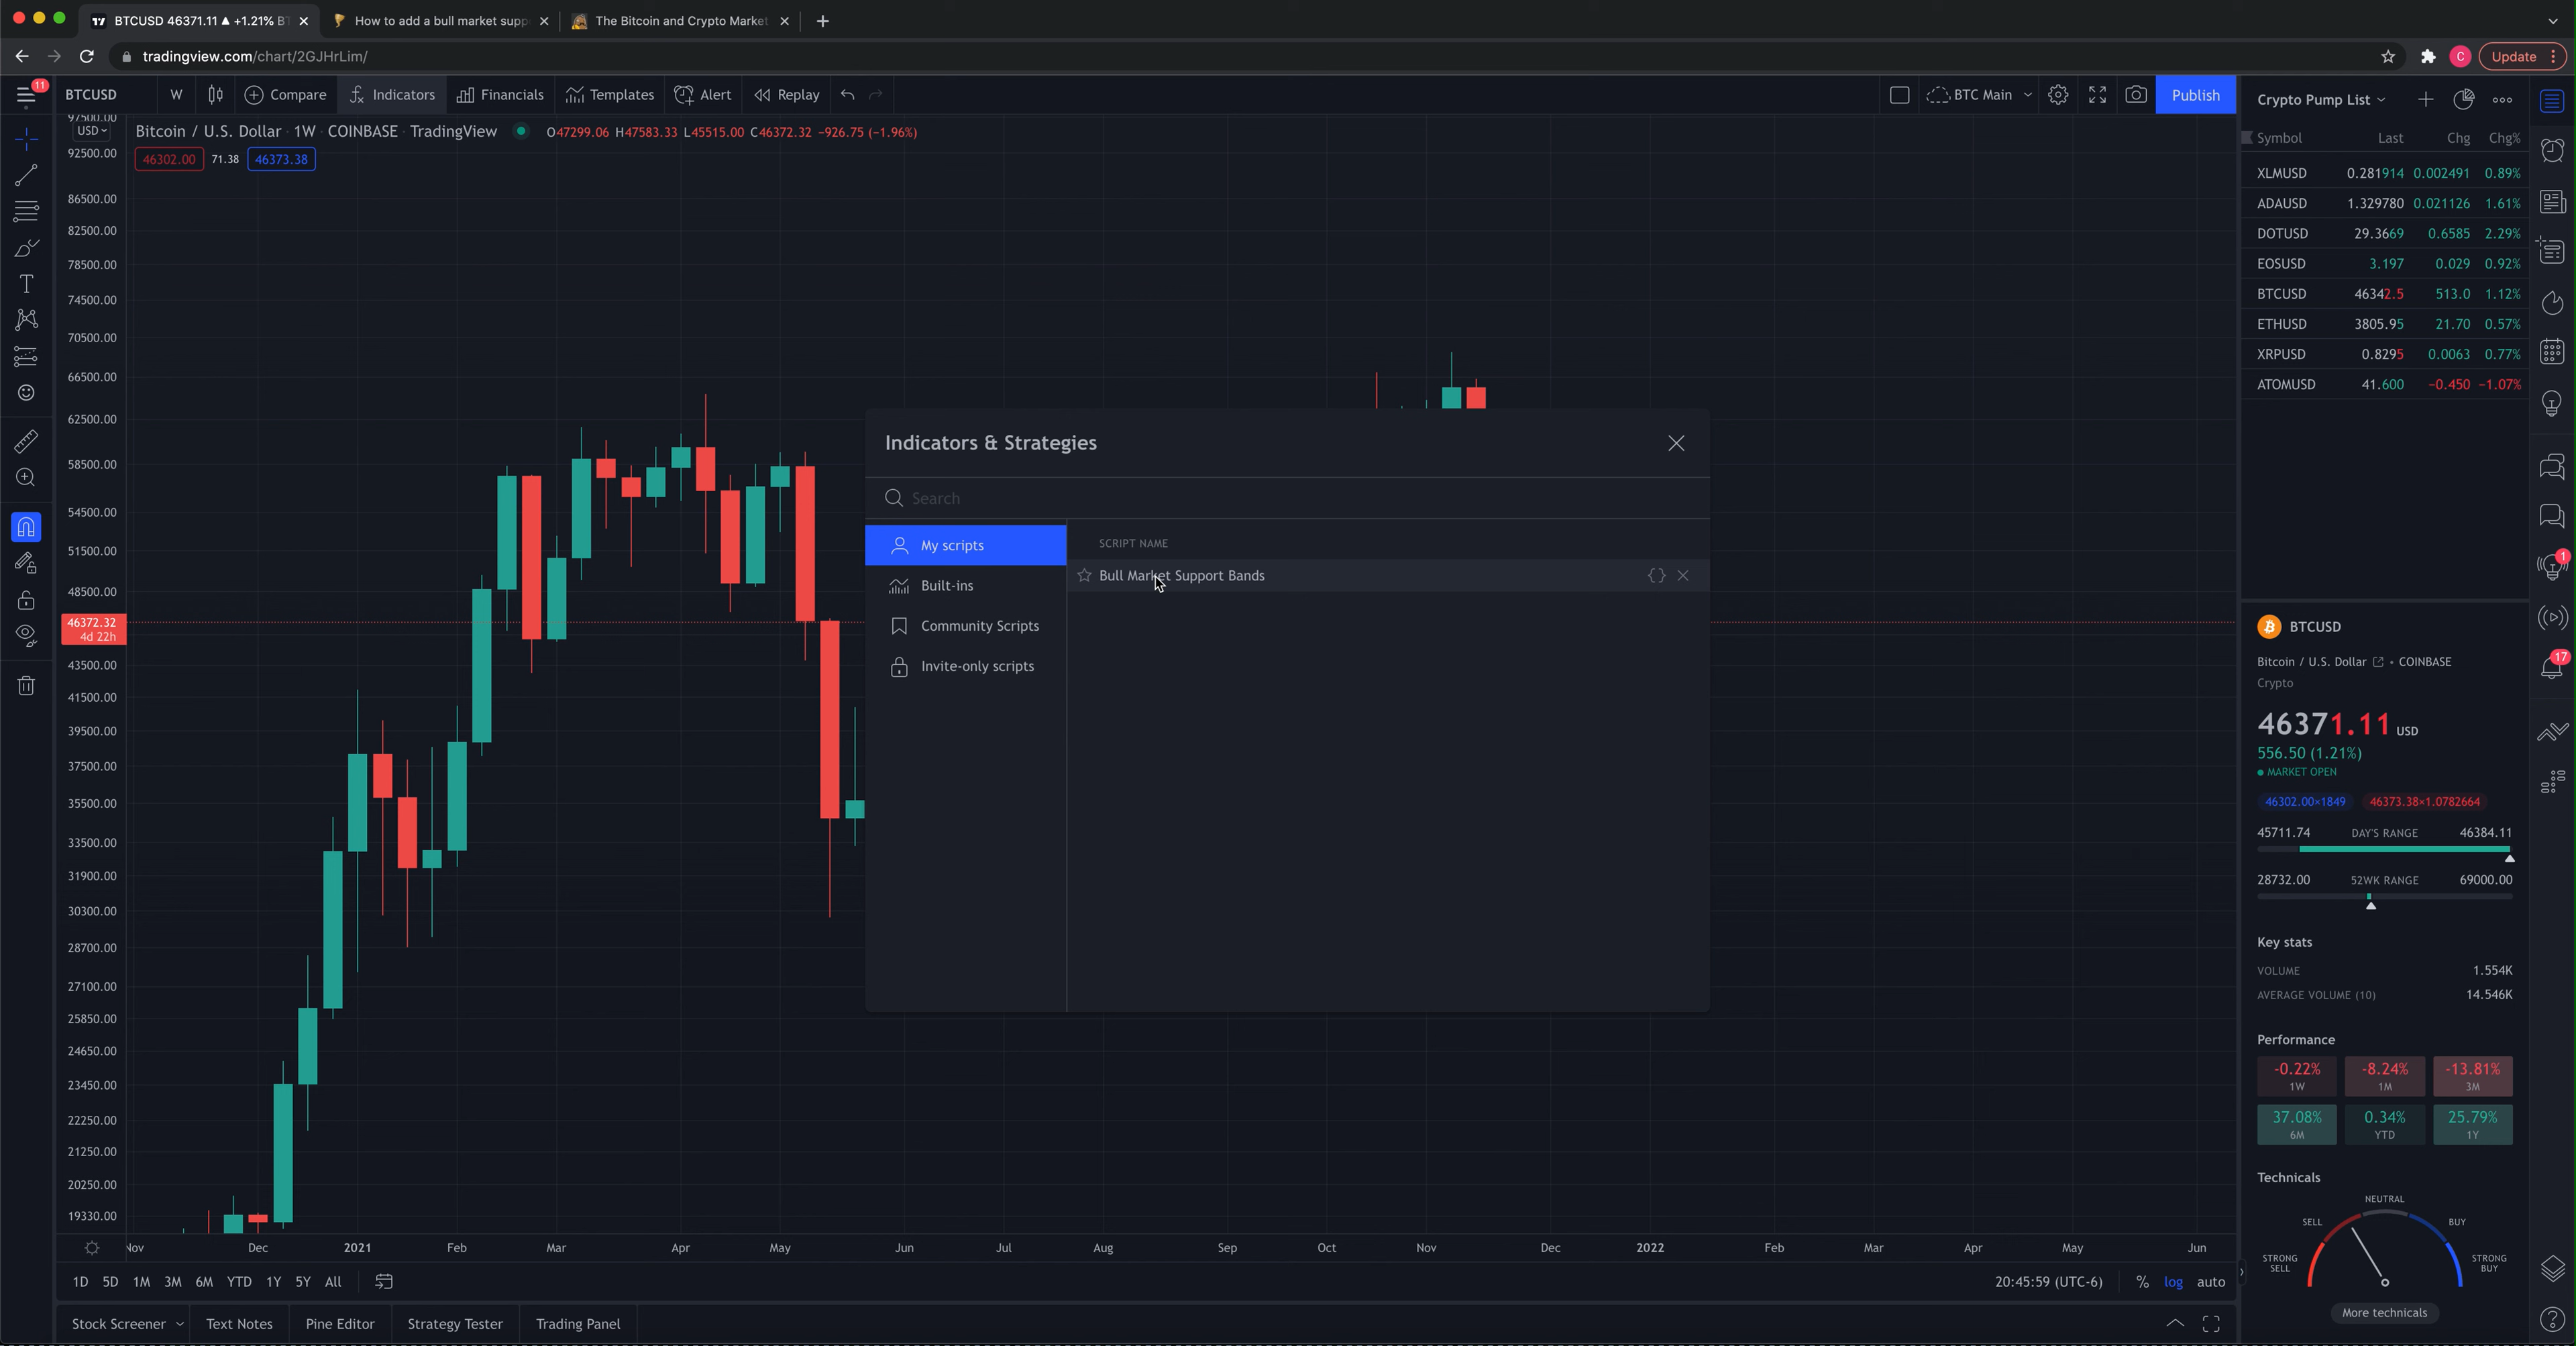 BTCUSD 46371.11 ▲ +1.21% BT
How to add a bull market supp
The Bitcoin and Crypto Market
tradingview.com/chart/2GJHrLim/
C
Update
11
BTCUSD
W
Compare
Indicators
Financials
Templates
Alert
Replay
BTC Main
Publish
Crypto Pump List
USD
Bitcoin / U.S. Dollar · 1W · COINBASE · TradingView
O47299.06 H47583.33 L45515.00 C46372.32 −926.75 (−1.96%)
46302.00 71.38 46373.38
Symbol Last Chg Chg%
XLMUSD 0.281914 0.002491 0.89%
ADAUSD 1.329780 0.021126 1.61%
DOTUSD 29.3669 0.6585 2.29%
EOSUSD 3.197 0.029 0.92%
BTCUSD 46342.5 513.0 1.12%
ETHUSD 3805.95 21.70 0.57%
XRPUSD 0.8295 0.0063 0.77%
ATOMUSD 41.600 −0.450 −1.07%
97500.00
92500.00
86500.00
82500.00
78500.00
74500.00
70500.00
66500.00
62500.00
58500.00
54500.00
51500.00
48500.00
46372.32
4d 22h
43500.00
41500.00
39500.00
37500.00
35500.00
33500.00
31900.00
30300.00
28700.00
27100.00
25850.00
24650.00
23450.00
22250.00
21250.00
20250.00
19330.00
Indicators & Strategies
Search
My scripts
Built-ins
Community Scripts
Invite-only scripts
SCRIPT NAME
Bull Market Support Bands
1
17
BTCUSD
Bitcoin / U.S. Dollar • COINBASE
Crypto
46371.11 USD
556.50 (1.21%)
MARKET OPEN
46302.00×1849 46373.38×1.0782664
45711.74 DAY'S RANGE 46384.11
28732.00 52WK RANGE 69000.00
Key stats
VOLUME 1.554K
AVERAGE VOLUME (10) 14.546K
Performance
-0.22% -8.24% -13.81%
1W 1M 3M
37.08% 0.34% 25.79%
6M YTD 1Y
Technicals
NEUTRAL
SELL BUY
STRONG SELL
STRONG BUY
More technicals
Nov Dec 2021 Feb Mar Apr May Jun Jul Aug Sep Oct Nov Dec 2022 Feb Mar Apr May Jun
1D 5D 1M 3M 6M YTD 1Y 5Y All
20:45:59 (UTC-6) % log auto
Stock Screener Text Notes Pine Editor Strategy Tester Trading Panel